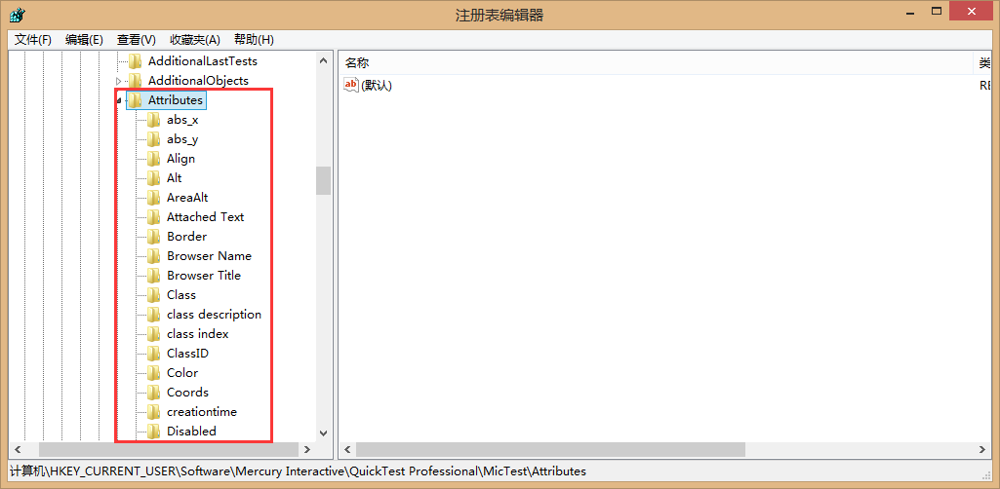 注册表编辑器
文件(F) 编辑(E) 查看(V) 收藏夹(A) 帮助(H)
AdditionalLastTests
AdditionalObjects
Attributes
abs_x
abs_y
Align
Alt
AreaAlt
Attached Text
Border
Browser Name
Browser Title
Class
class description
class index
ClassID
Color
Coords
creationtime
Disabled
名称 类
ab (默认) RE
计算机\HKEY_CURRENT_USER\Software\Mercury Interactive\QuickTest Professional\MicTest\Attributes